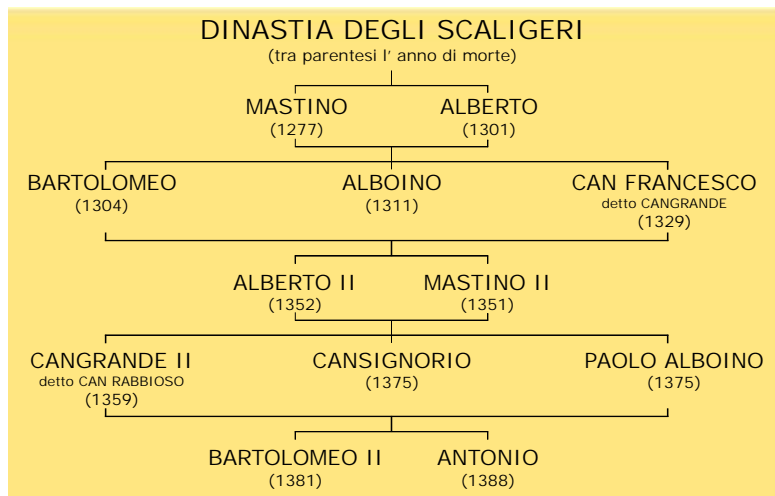 DINASTIA DEGLI SCALIGERI
(tra parentesi l' anno di morte)
MASTINO
(1277)
ALBERTO
(1301)
BARTOLOMEO
(1304)
ALBOINO
(1311)
CAN FRANCESCO
detto CANGRANDE
(1329)
ALBERTO II
(1352)
MASTINO II
(1351)
CANGRANDE II
detto CAN RABBIOSO
(1359)
CANSIGNORIO
(1375)
PAOLO ALBOINO
(1375)
BARTOLOMEO II
(1381)
ANTONIO
(1388)